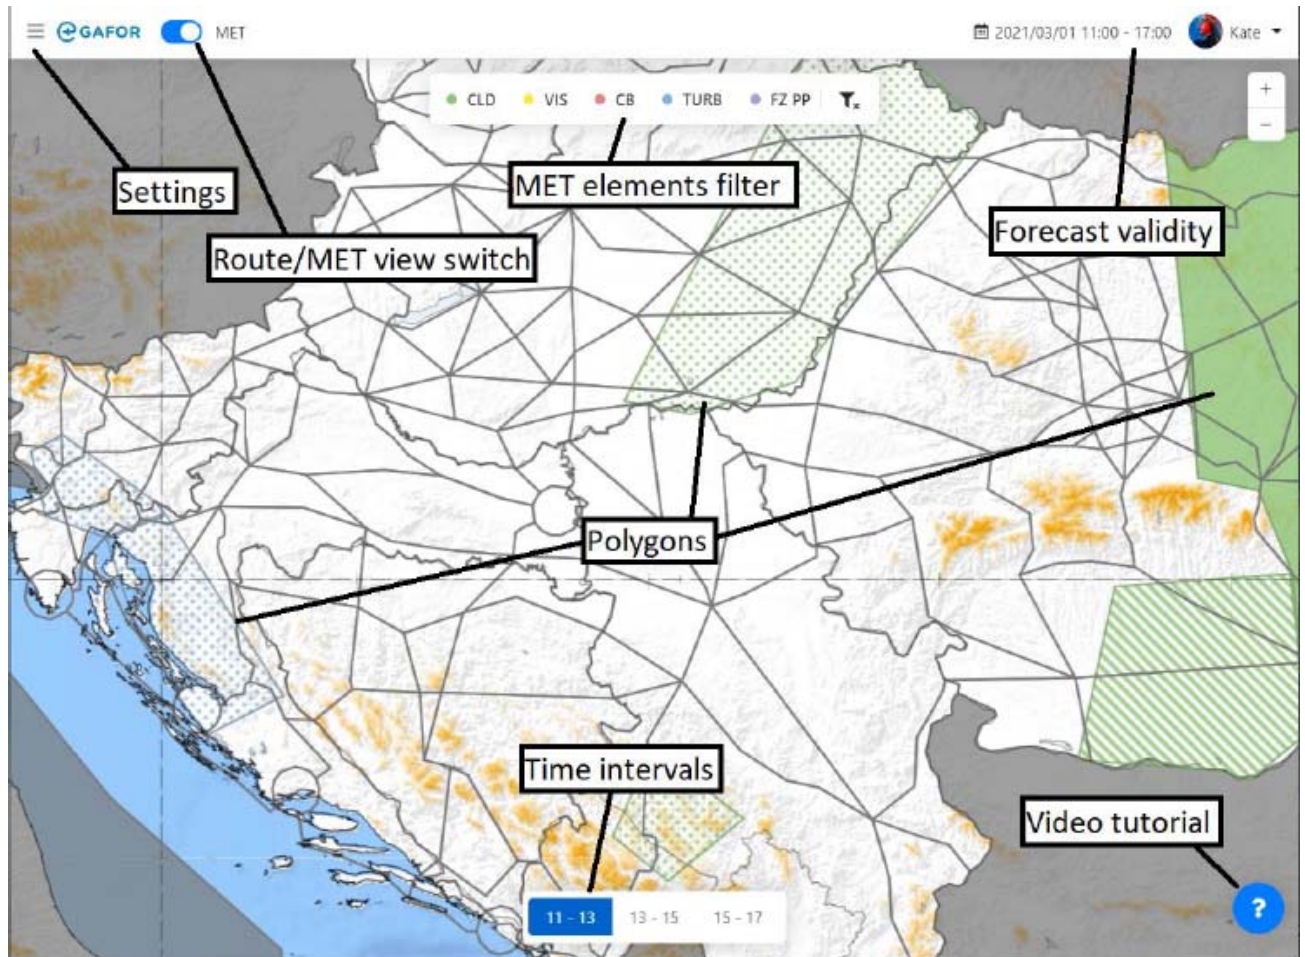 GAFOR
MET
2021/03/01 11:00 - 17:00
Kate
CLD
VIS
CB
TURB
FZ PP
+
−
Settings
MET elements filter
Route/MET view switch
Forecast validity
Polygons
Time intervals
Video tutorial
11 - 13
13 - 15
15 - 17
?